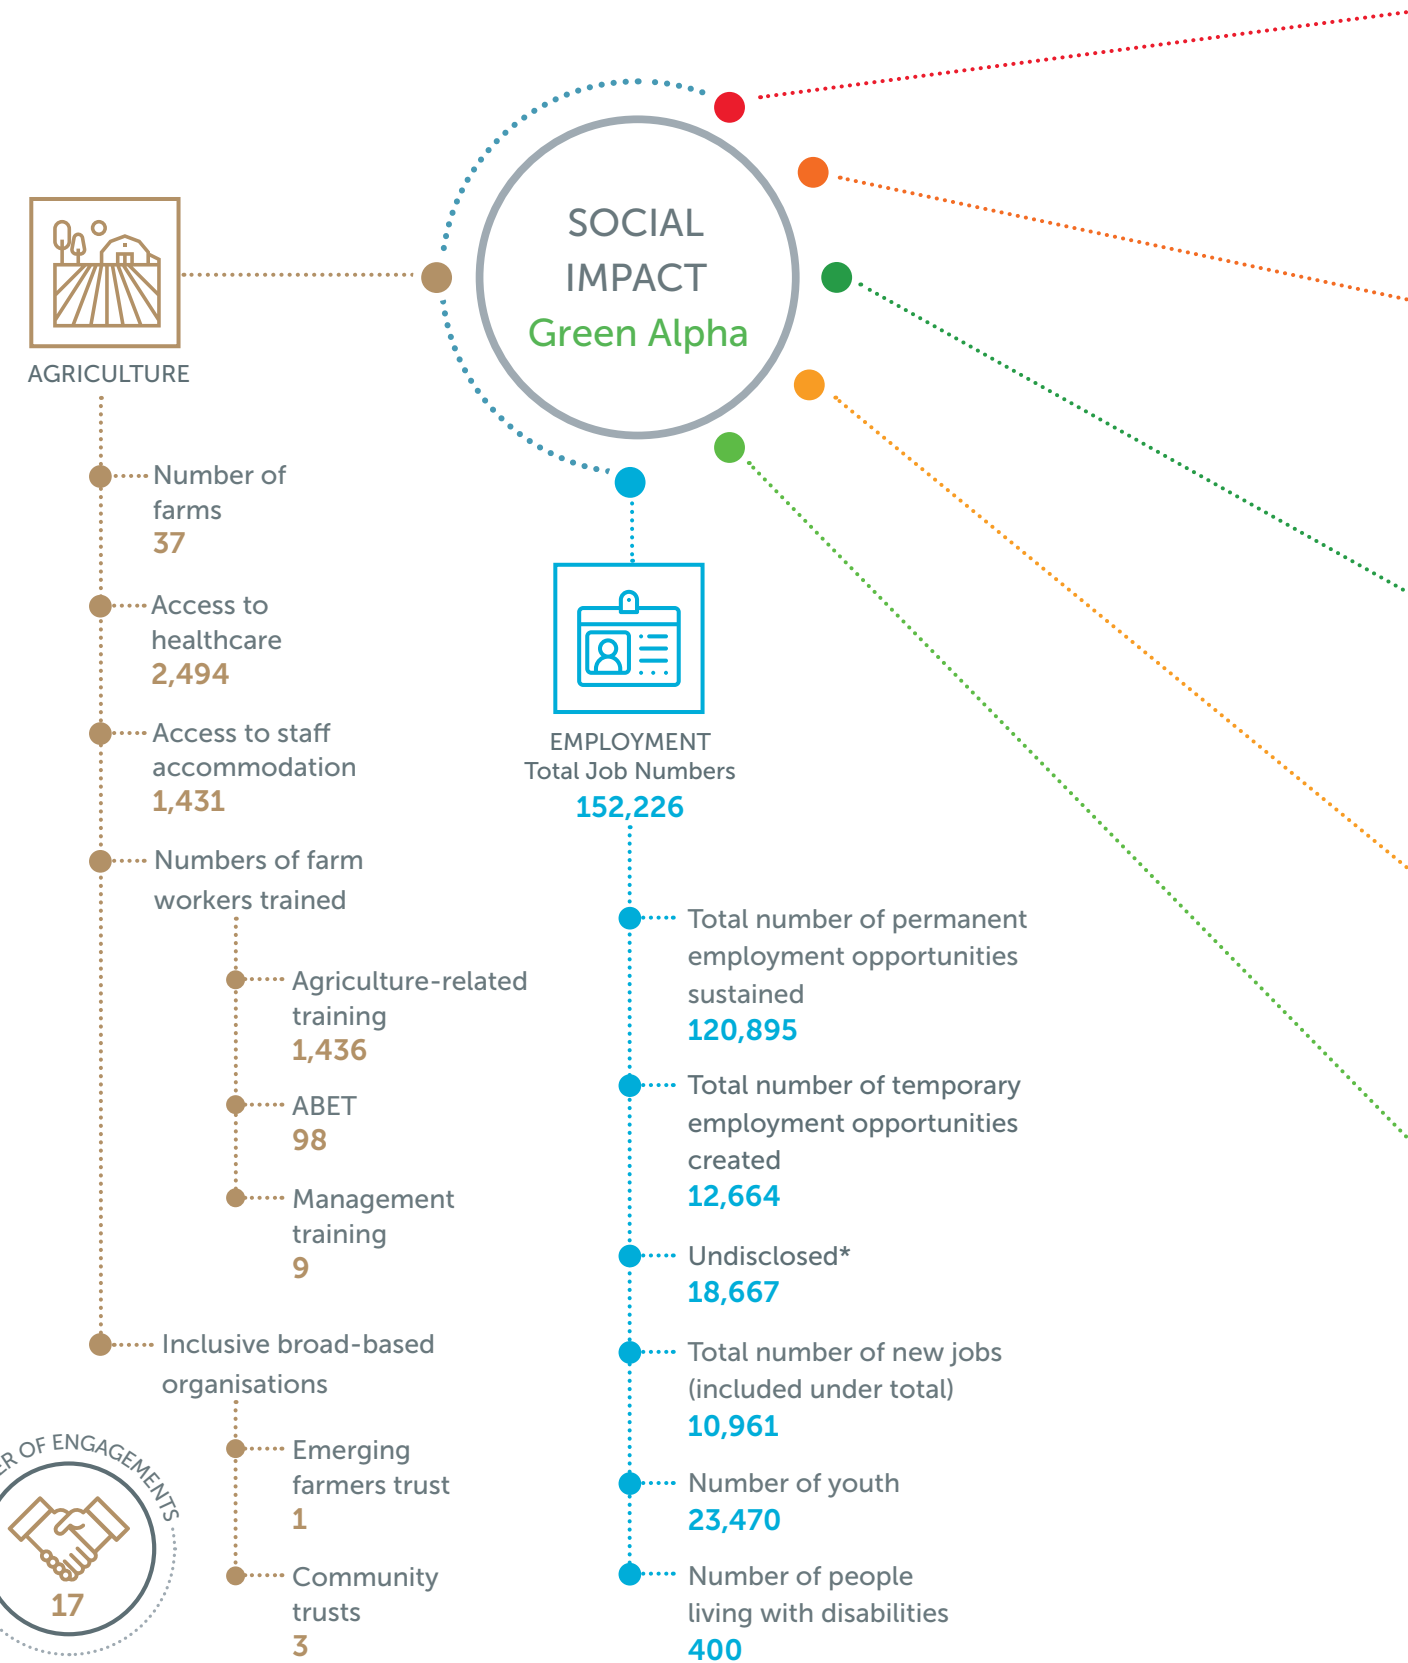 SOCIAL
IMPACT
Green Alpha
AGRICULTURE
Number of
farms
37
Access to
healthcare
2,494
Access to staff
accommodation
1,431
Numbers of farm
workers trained
Agriculture-related
training
1,436
ABET
98
Management
training
9
Inclusive broad-based
organisations
Emerging
farmers trust
1
Community
trusts
3
OF ENGAGEMENTS
17
EMPLOYMENT
Total Job Numbers
152,226
Total number of permanent
employment opportunities
sustained
120,895
Total number of temporary
employment opportunities
created
12,664
Undisclosed*
18,667
Total number of new jobs
(included under total)
10,961
Number of youth
23,470
Number of people
living with disabilities
400